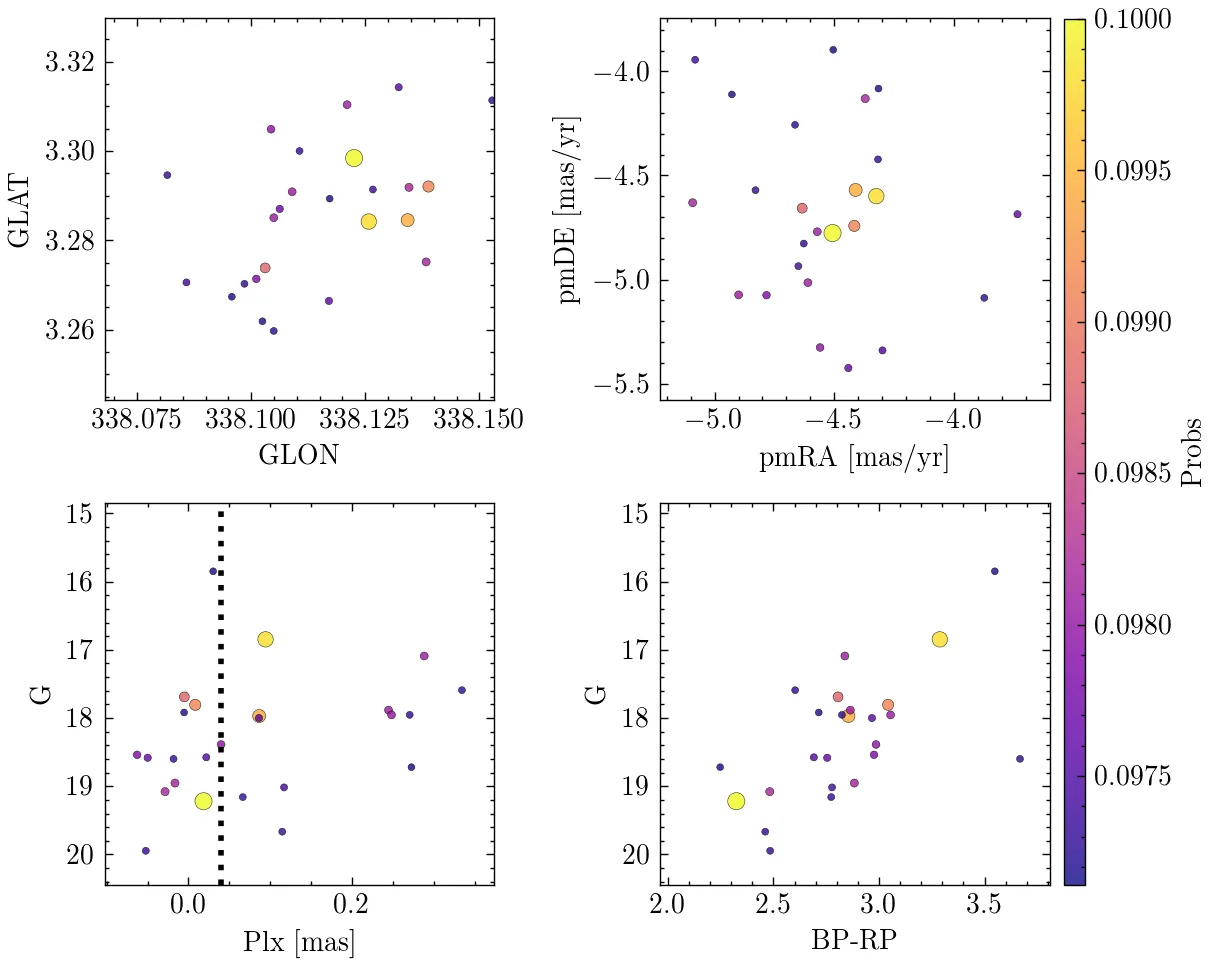 3.32
3.30
3.28
3.26
GLAT
338.075 338.100 338.125 338.150
GLON
−4.0
−4.5
−5.0
−5.5
pmDE [mas/yr]
−5.0 −4.5 −4.0
pmRA [mas/yr]
0.1000
0.0995
0.0990
0.0985
0.0980
0.0975
Probs
15
16
17
18
19
20
G
0.0 0.2
Plx [mas]
15
16
17
18
19
20
G
2.0 2.5 3.0 3.5
BP-RP